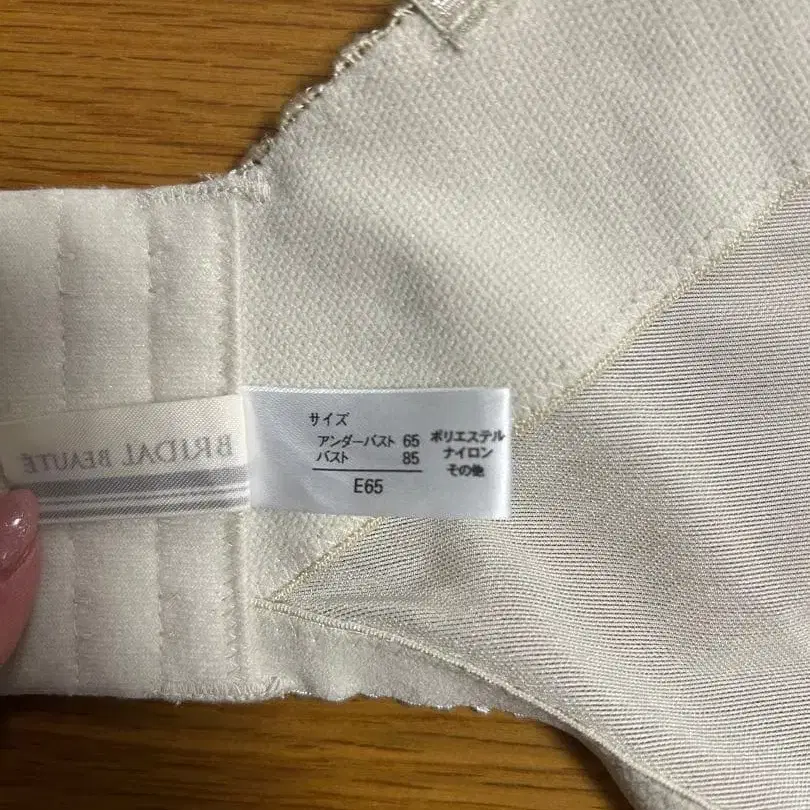 BRIDAL BEAUTÉ
サイズ
アンダーバスト 65
バスト 85
E65
ポリエステル
ナイロン
その他